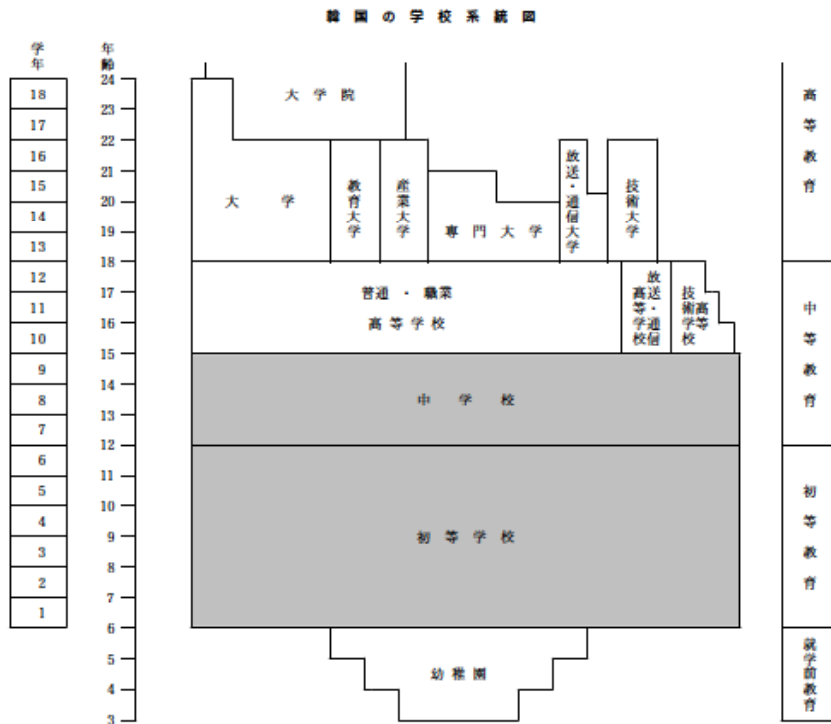 韓国の学校系統図
学年
年齢
18
17
16
15
14
13
12
11
10
9
8
7
6
5
4
3
2
1
24
23
22
21
20
19
18
17
16
15
14
13
12
11
10
9
8
7
6
5
4
3
大学院
大学
教育大学
産業大学
専門大学
放送・通信大学
技術大学
普通・職業
高等学校
放送・通信
高等学校
高等
技術学校
中学校
初等学校
幼稚園
高等教育
中等教育
初等教育
就学前教育